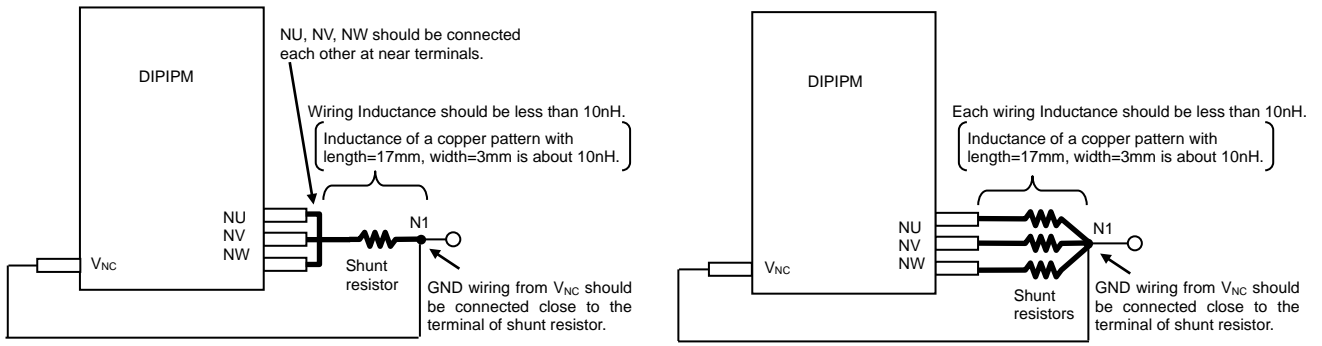 NU, NV, NW should be connected
each other at near terminals.
DIPIPM
Wiring Inductance should be less than 10nH.
Inductance of a copper pattern with
length=17mm, width=3mm is about 10nH.
NU
NV
NW
N1
VNC
Shunt
resistor
GND wiring from VNC should
be connected close to the
terminal of shunt resistor.
DIPIPM
Each wiring Inductance should be less than 10nH.
Inductance of a copper pattern with
length=17mm, width=3mm is about 10nH.
NU
NV
NW
N1
VNC
Shunt
resistors
GND wiring from VNC should
be connected close to the
terminal of shunt resistor.